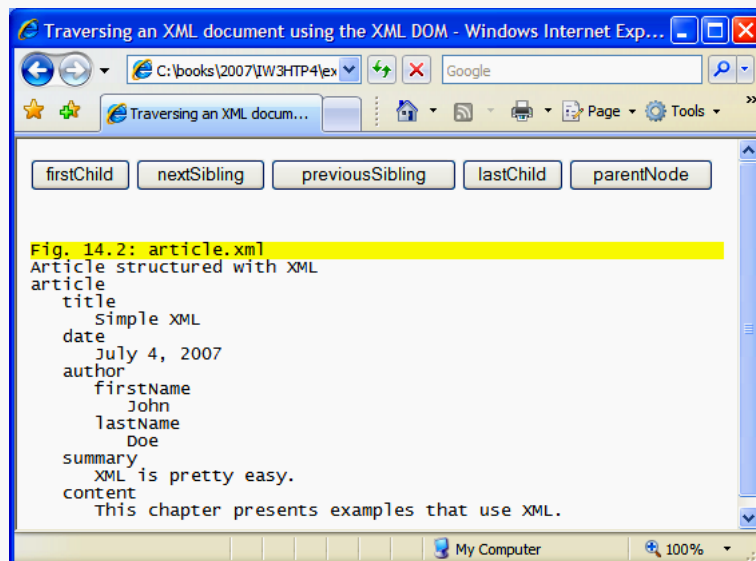 Traversing an XML document using the XML DOM - Windows Internet Exp...
C:\books\2007\IW3HTP4\ex
Google
Traversing an XML docum...
Page
Tools
»
firstChild nextSibling previousSibling lastChild parentNode
Fig. 14.2: article.xml
Article structured with XML
article
title
Simple XML
date
July 4, 2007
author
firstName
John
lastName
Doe
summary
XML is pretty easy.
content
This chapter presents examples that use XML.
My Computer
100%